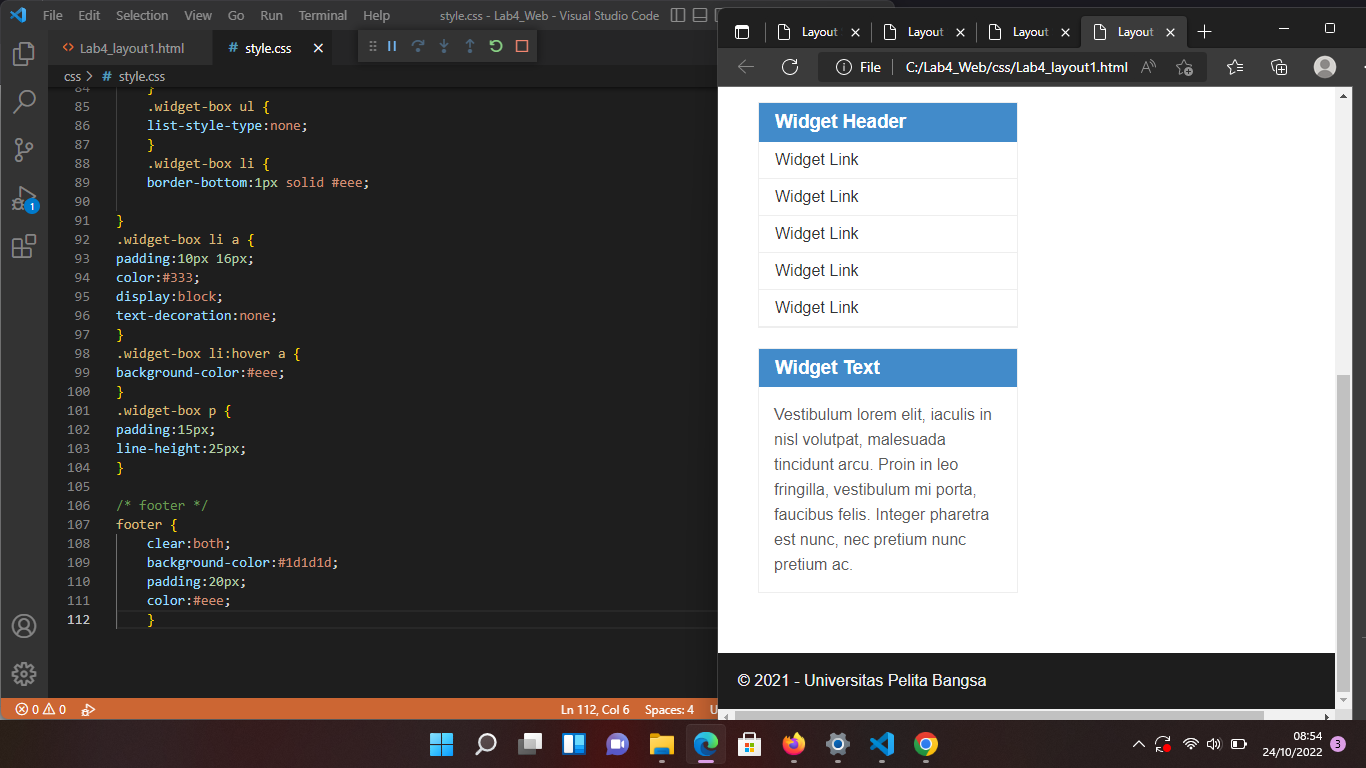 File Edit Selection View Go Run Terminal Help style.css - Lab4_Web - Visual Studio Code
Lab4_layout1.html style.css
css > # style.css
84 }
85 .widget-box ul {
86 list-style-type:none;
87 }
88 .widget-box li {
89 border-bottom:1px solid #eee;
90
91 }
92 .widget-box li a {
93 padding:10px 16px;
94 color:#333;
95 display:block;
96 text-decoration:none;
97 }
98 .widget-box li:hover a {
99 background-color:#eee;
100 }
101 .widget-box p {
102 padding:15px;
103 line-height:25px;
104 }
105
106 /* footer */
107 footer {
108 clear:both;
109 background-color:#1d1d1d;
110 padding:20px;
111 color:#eee;
112 }
1
0 0
Ln 112, Col 6 Spaces: 4 U
Layout Layout Layout Layout
File C:/Lab4_Web/css/Lab4_layout1.html
Widget Header
Widget Link
Widget Link
Widget Link
Widget Link
Widget Link
Widget Text
Vestibulum lorem elit, iaculis in
nisl volutpat, malesuada
tincidunt arcu. Proin in leo
fringilla, vestibulum mi porta,
faucibus felis. Integer pharetra
est nunc, nec pretium nunc
pretium ac.
© 2021 - Universitas Pelita Bangsa
08:54
24/10/2022
3